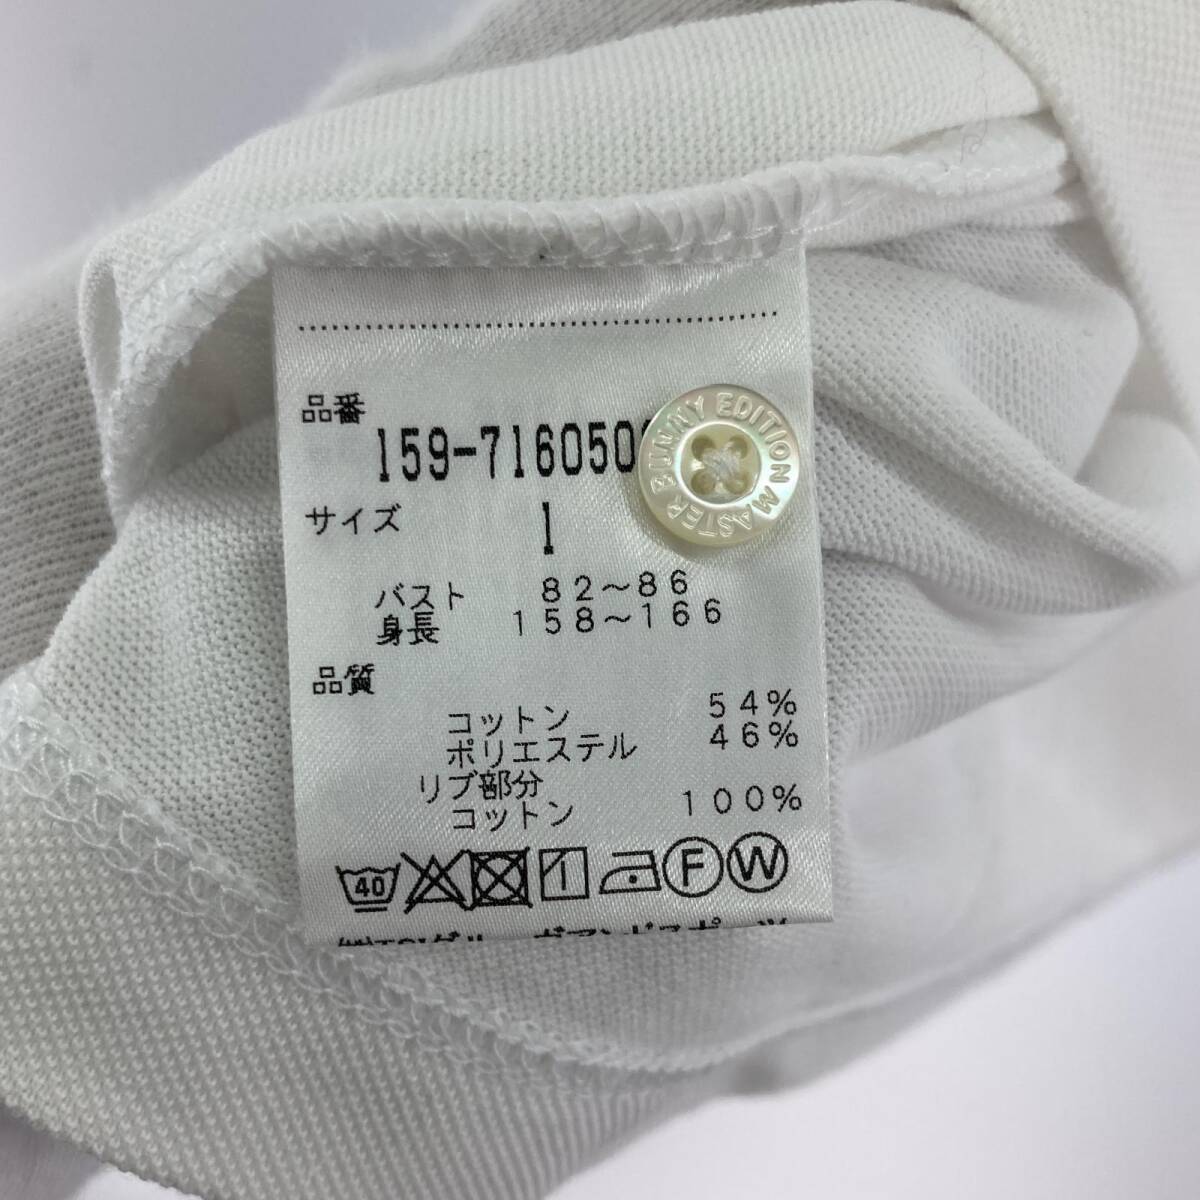 品番
159-716050
MASTER BUNNY EDITION
サイズ 1
バスト 82～86
身長 158～166
品質
コットン 54%
ポリエステル 46%
リブ部分
コットン 100%
40 F W